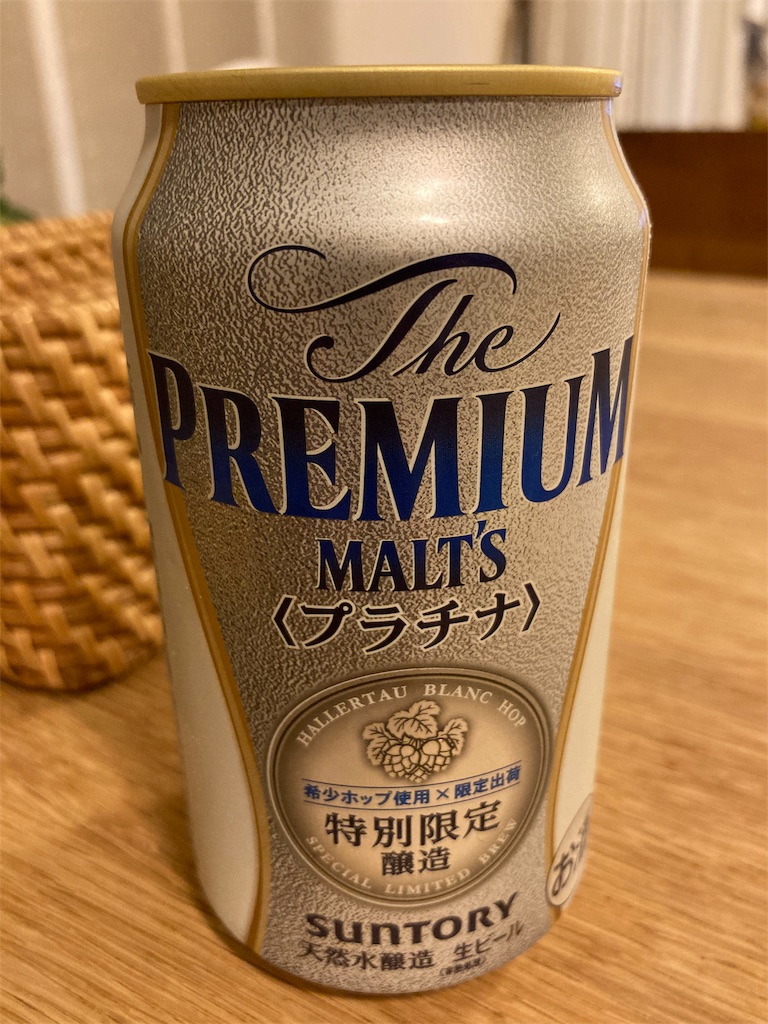 The
PREMIUM
MALT'S
〈プラチナ〉
HALLERTAU BLANC HOP
希少ホップ使用×限定出荷
特別限定
醸造
SPECIAL LIMITED BREW
お酒
SUNTORY
天然水醸造 生ビール